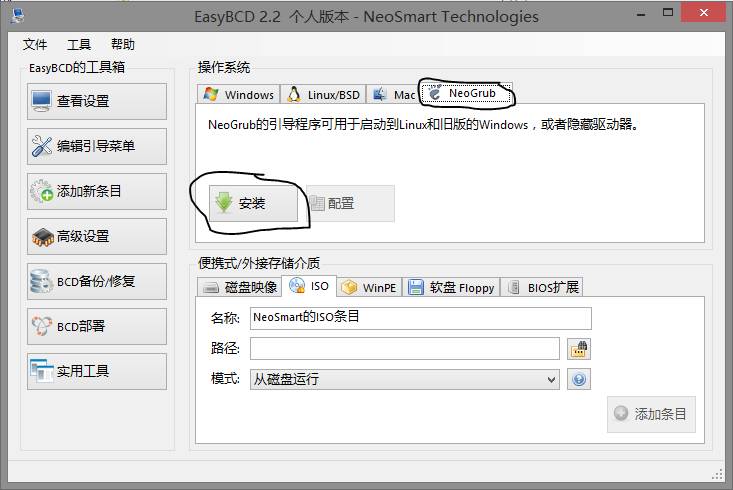 EasyBCD 2.2 个人版本 - NeoSmart Technologies
文件 工具 帮助
EasyBCD的工具箱
查看设置
编辑引导菜单
添加新条目
高级设置
BCD备份/修复
BCD部署
实用工具
操作系统
Windows Linux/BSD Mac NeoGrub
NeoGrub的引导程序可用于启动到Linux和旧版的Windows，或者隐藏驱动器。
安装 配置
便携式/外接存储介质
磁盘映像 ISO WinPE 软盘 Floppy BIOS扩展
名称: NeoSmart的ISO条目
路径:
模式: 从磁盘运行
添加条目